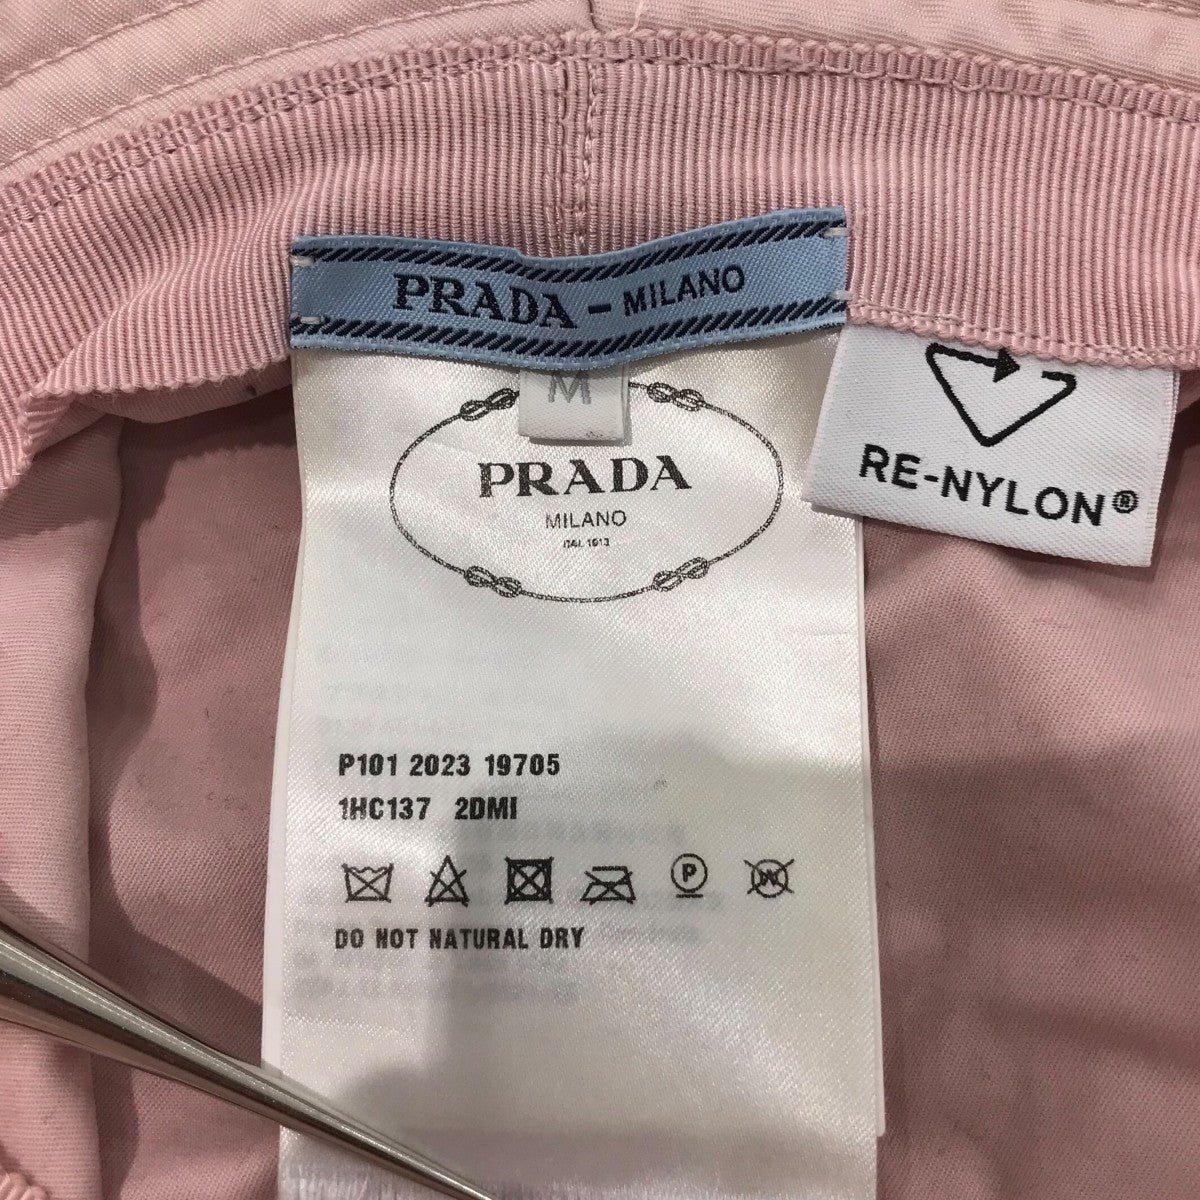 PRADA - MILANO
M
PRADA
MILANO
DAL 1913
RE-NYLON®
P101 2023 19705
1HC137 2DMI
P
W
DO NOT NATURAL DRY